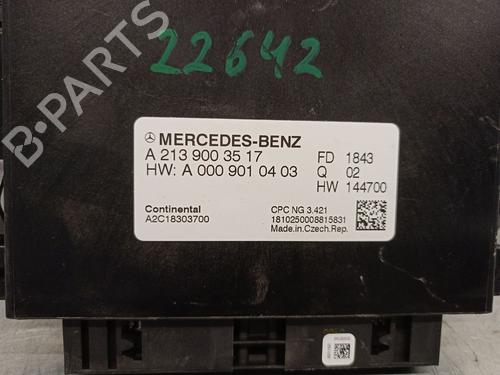 22642
MERCEDES-BENZ
A 213 900 35 17
HW: A 000 901 04 03
FD 1843
Q 02
HW 144700
Continental
A2C18303700
CPC NG 3.421
1810250008815831
Made.in.Czech.Rep.